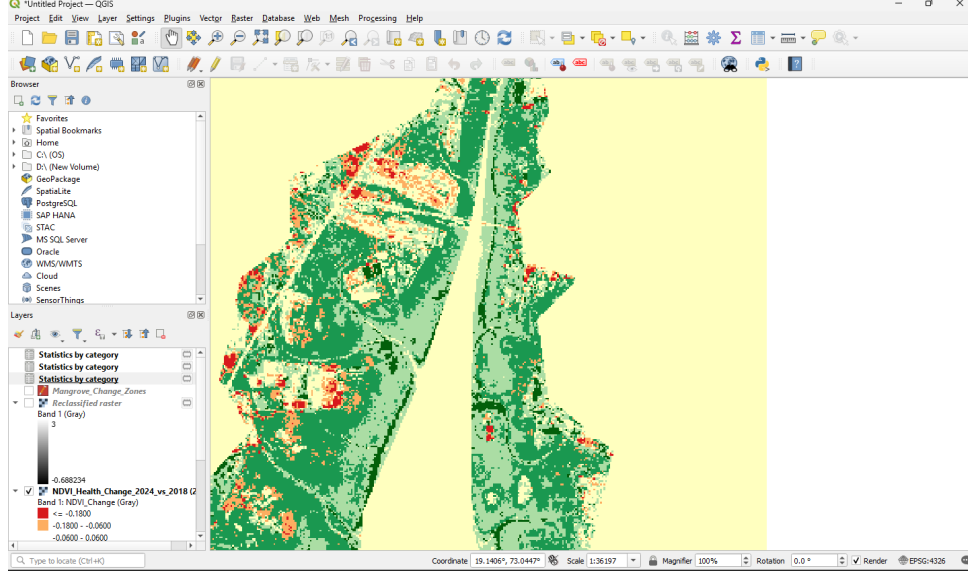 *Untitled Project — QGIS
Project Edit View Layer Settings Plugins Vector Raster Database Web Mesh Processing Help
Browser
Favorites
Spatial Bookmarks
Home
C:\ (OS)
D:\ (New Volume)
GeoPackage
SpatiaLite
PostgreSQL
SAP HANA
STAC
MS SQL Server
Oracle
WMS/WMTS
Cloud
Scenes
SensorThings
Layers
Statistics by category
Statistics by category
Statistics by category
Mangrove_Change_Zones
Reclassified raster
Band 1 (Gray)
3
-0.688234
NDVI_Health_Change_2024_vs_2018 (Z
Band 1: NDVI_Change (Gray)
<= -0.1800
-0.1800 - -0.0600
-0.0600 - 0.0600
Type to locate (Ctrl+K)
Coordinate 19.1406°, 73.0447° Scale 1:36197 Magnifier 100% Rotation 0.0 ° Render EPSG:4326